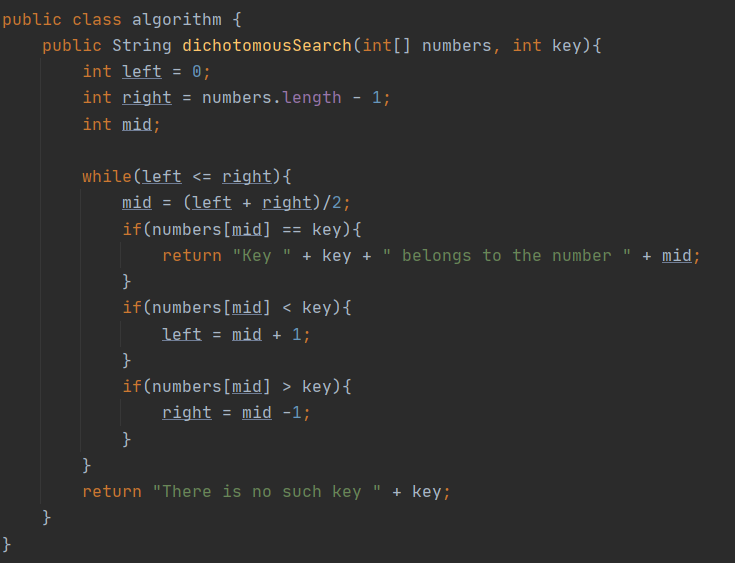 public class algorithm {
    public String dichotomousSearch(int[] numbers, int key){
        int left = 0;
        int right = numbers.length - 1;
        int mid;

        while(left <= right){
            mid = (left + right)/2;
            if(numbers[mid] == key){
                return "Key " + key + " belongs to the number " + mid;
            }
            if(numbers[mid] < key){
                left = mid + 1;
            }
            if(numbers[mid] > key){
                right = mid -1;
            }
        }
        return "There is no such key " + key;
    }
}